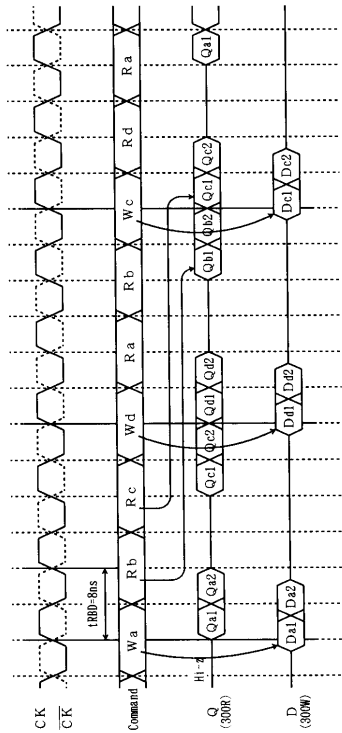 CK
C̅K̅
tRBD=8ns
Command Wa Rb Rc Wd Ra Rb Wc Rd Ra
Hi-z
Q Qa1 Qa2 Qc1 Qc2 Qd1 Qd2 Qb1 Qb2 Qc1 Qc2 Qa1
(300R)
D Da1 Da2 Dd1 Dd2 Dc1 Dc2
(300W)